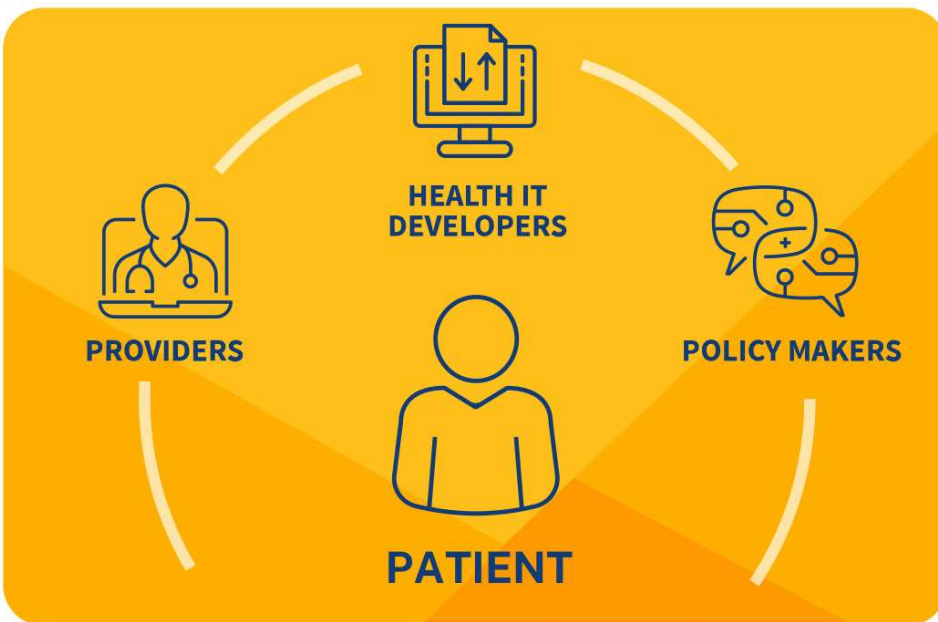 HEALTH IT
DEVELOPERS
PROVIDERS
POLICY MAKERS
PATIENT